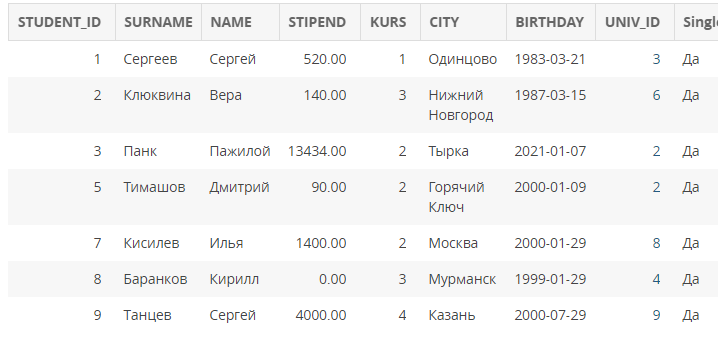 STUDENT_ID SURNAME NAME STIPEND KURS CITY BIRTHDAY UNIV_ID Single
1 Сергеев Сергей 520.00 1 Одинцово 1983-03-21 3 Да
2 Клюквина Вера 140.00 3 Нижний 1987-03-15 6 Да
Новгород
3 Панк Пажилой 13434.00 2 Тырка 2021-01-07 2 Да
5 Тимашов Дмитрий 90.00 2 Горячий 2000-01-09 2 Да
Ключ
7 Кисилев Илья 1400.00 2 Москва 2000-01-29 8 Да
8 Баранков Кирилл 0.00 3 Мурманск 1999-01-29 4 Да
9 Танцев Сергей 4000.00 4 Казань 2000-07-29 9 Да